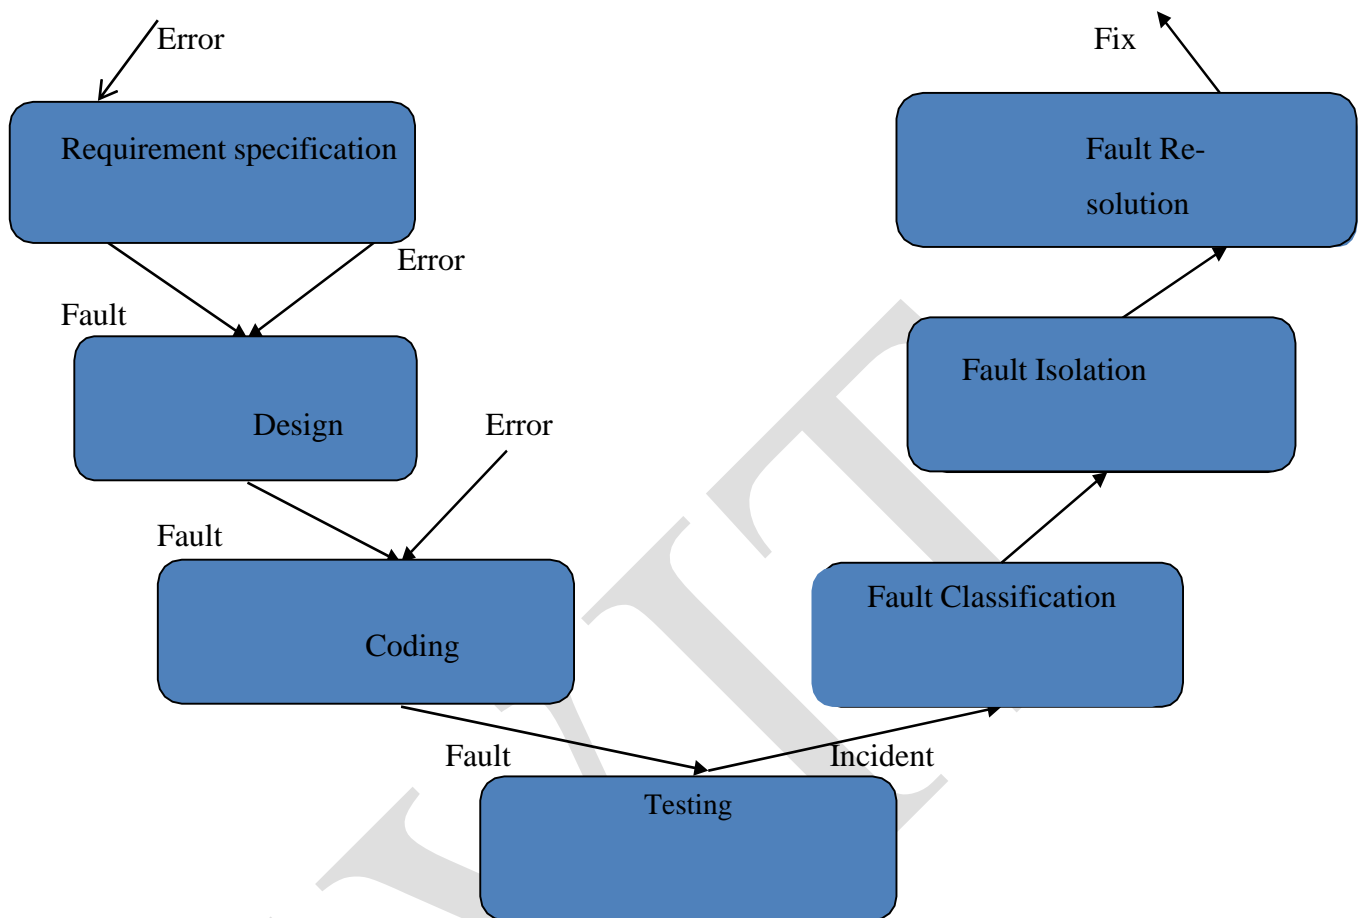 Error
Fix
Requirement specification
Fault Re-
solution
Error
Fault
Fault Isolation
Design
Error
Fault
Fault Classification
Coding
Fault
Incident
Testing